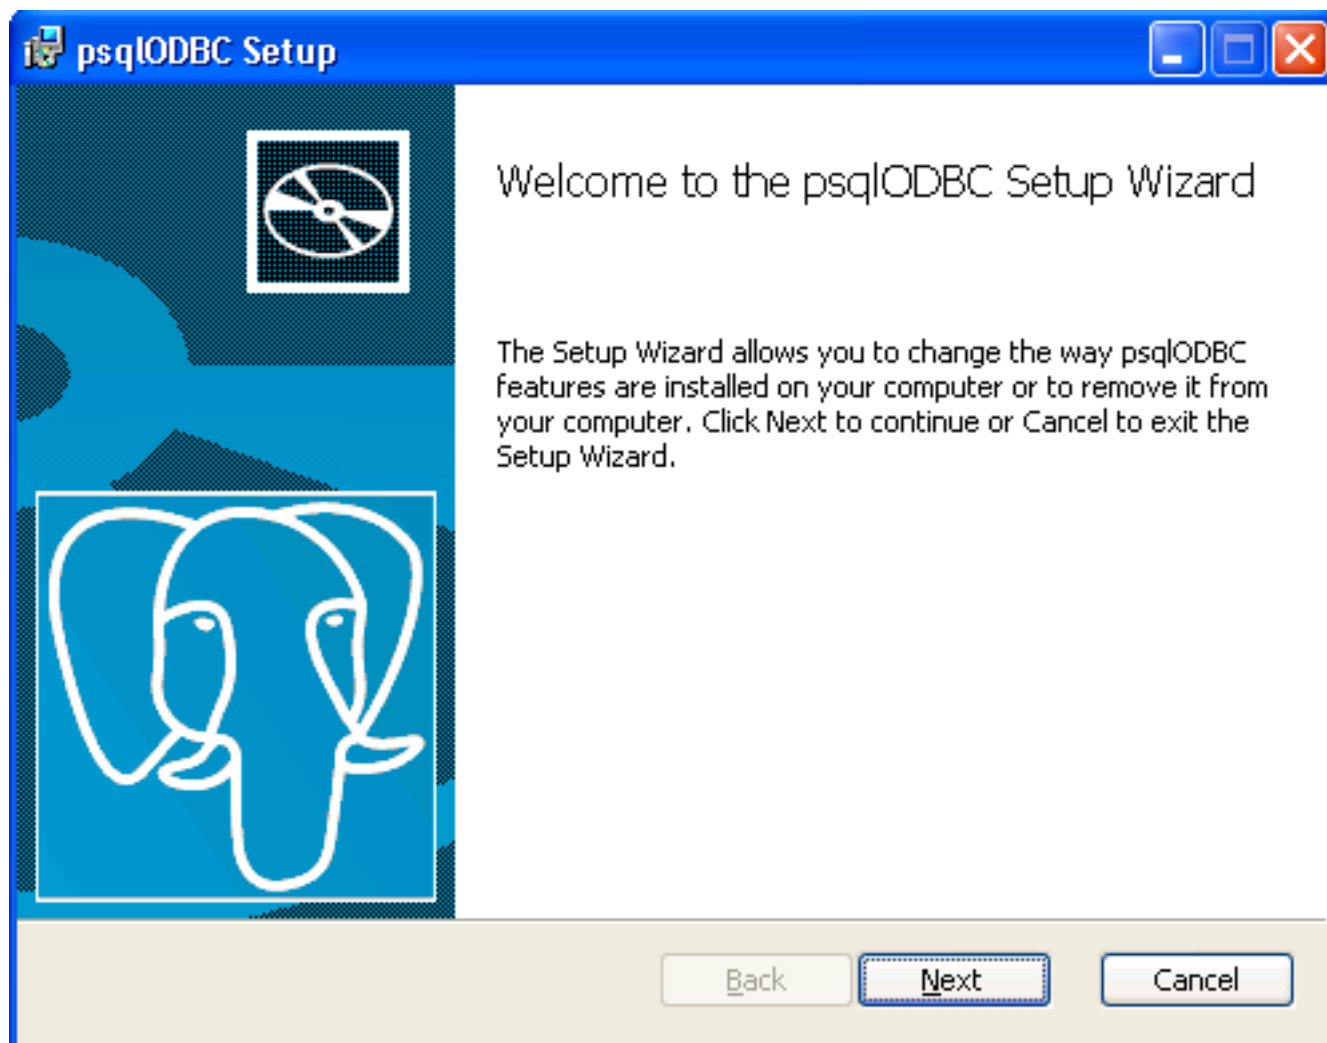 psqlODBC Setup
Welcome to the psqlODBC Setup Wizard
The Setup Wizard allows you to change the way psqlODBC
features are installed on your computer or to remove it from
your computer. Click Next to continue or Cancel to exit the
Setup Wizard.
Back Next Cancel